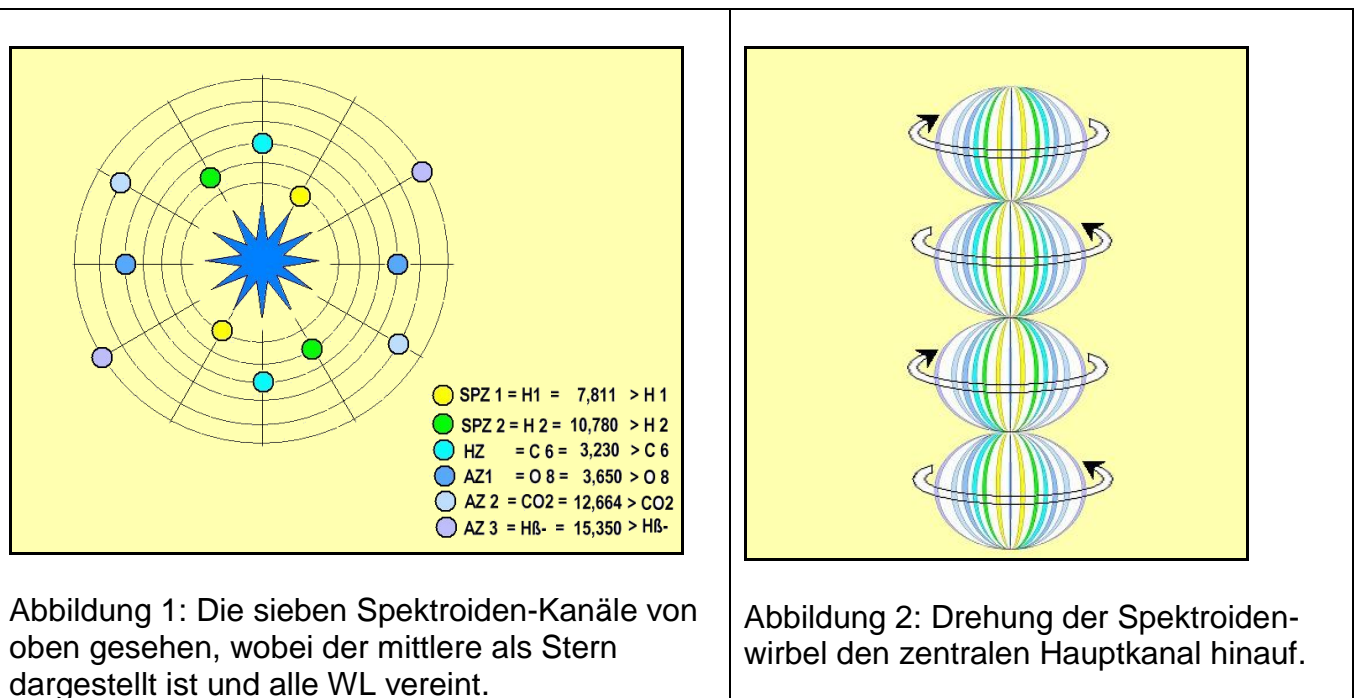 SPZ 1 = H1 = 7,811 > H 1
SPZ 2 = H 2 = 10,780 > H 2
HZ = C 6 = 3,230 > C 6
AZ1 = O 8 = 3,650 > O 8
AZ 2 = CO2 = 12,664 > CO2
AZ 3 = Hß- = 15,350 > Hß-
Abbildung 1: Die sieben Spektroiden-Kanäle von
oben gesehen, wobei der mittlere als Stern
dargestellt ist und alle WL vereint.
Abbildung 2: Drehung der Spektroiden-
wirbel den zentralen Hauptkanal hinauf.